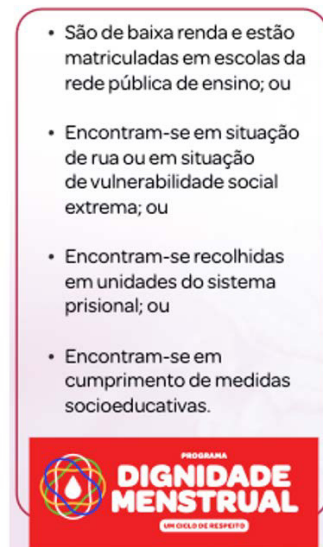 • São de baixa renda e estão
matriculadas em escolas da
rede pública de ensino; ou
• Encontram-se em situação
de rua ou em situação
de vulnerabilidade social
extrema; ou
• Encontram-se recolhidas
em unidades do sistema
prisional; ou
• Encontram-se em
cumprimento de medidas
socioeducativas.
PROGRAMA
DIGNIDADE
MENSTRUAL
UM CICLO DE RESPEITO